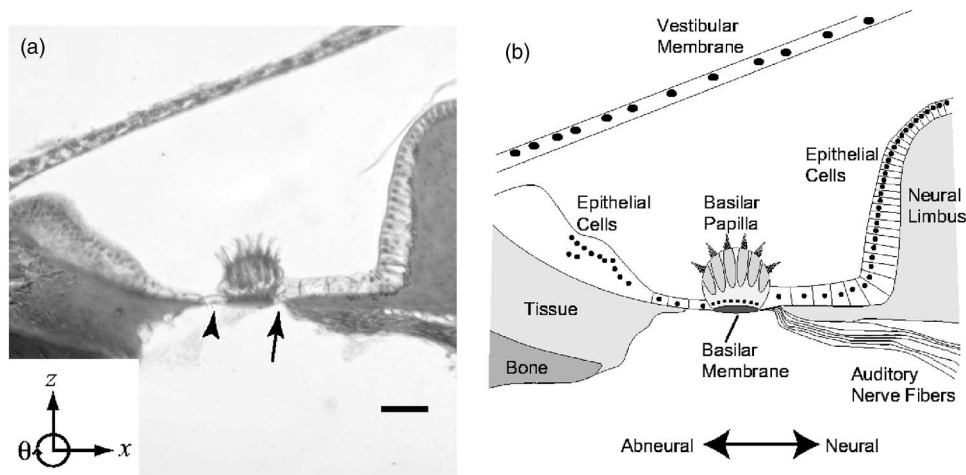 (a)
z
θ
x
(b)
Vestibular
Membrane
Epithelial
Cells
Basilar
Papilla
Epithelial
Cells
Neural
Limbus
Tissue
Bone
Basilar
Membrane
Auditory
Nerve Fibers
Abneural
Neural